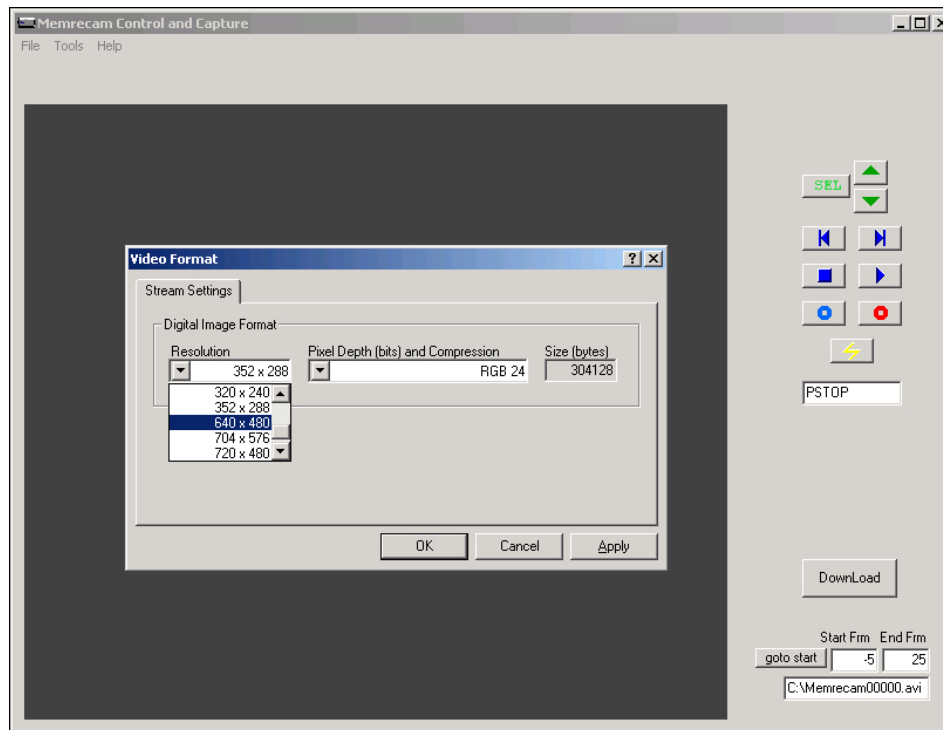 Memrecam Control and Capture
File Tools Help
SEL
Video Format
Stream Settings
Digital Image Format
Resolution Pixel Depth (bits) and Compression Size (bytes)
352 x 288 RGB 24 304128
320 x 240
352 x 288
640 x 480
704 x 576
720 x 480
PSTOP
OK Cancel Apply
DownLoad
Start Frm End Frm
goto start -5 25
C:\Memrecam00000.avi